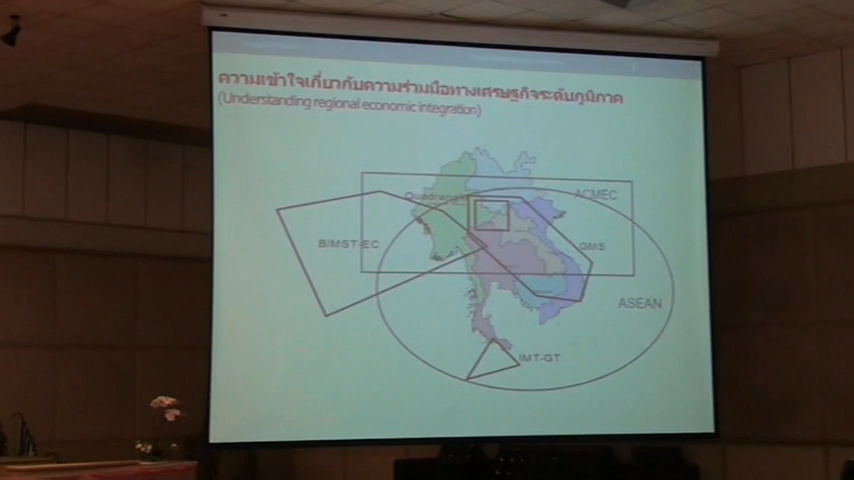 ความเข้าใจเกี่ยวกับความร่วมมือทางเศรษฐกิจระดับภูมิภาค
(Understanding regional economic integration)
ACMEC
BIMST-EC
GMS
ASEAN
IMT-GT